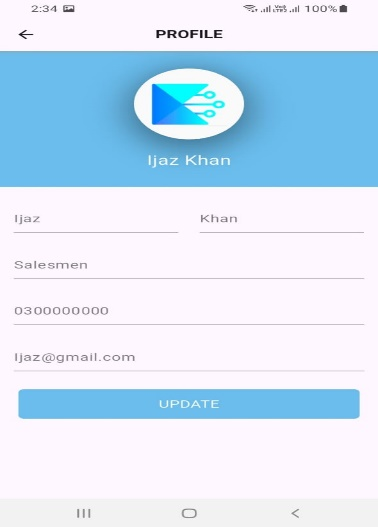 2:34 100%
PROFILE
Ijaz Khan
Ijaz Khan
Salesmen
0300000000
Ijaz@gmail.com
UPDATE